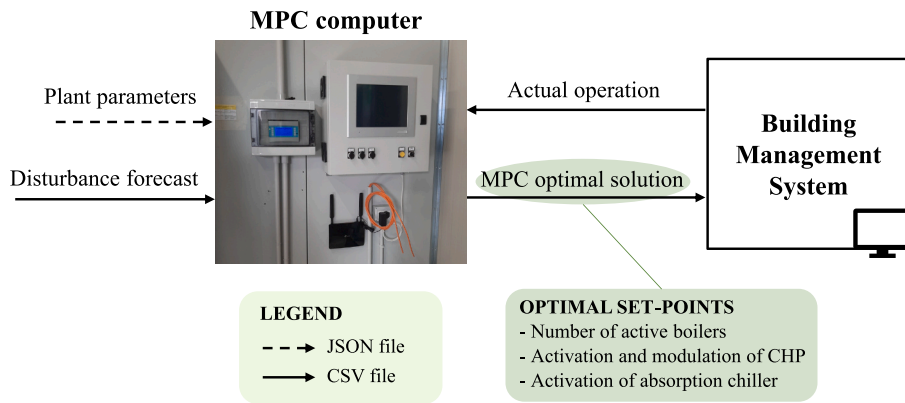 MPC computer
Plant parameters
Disturbance forecast
Actual operation
MPC optimal solution
Building
Management
System
LEGEND
JSON file
CSV file
OPTIMAL SET-POINTS
- Number of active boilers
- Activation and modulation of CHP
- Activation of absorption chiller